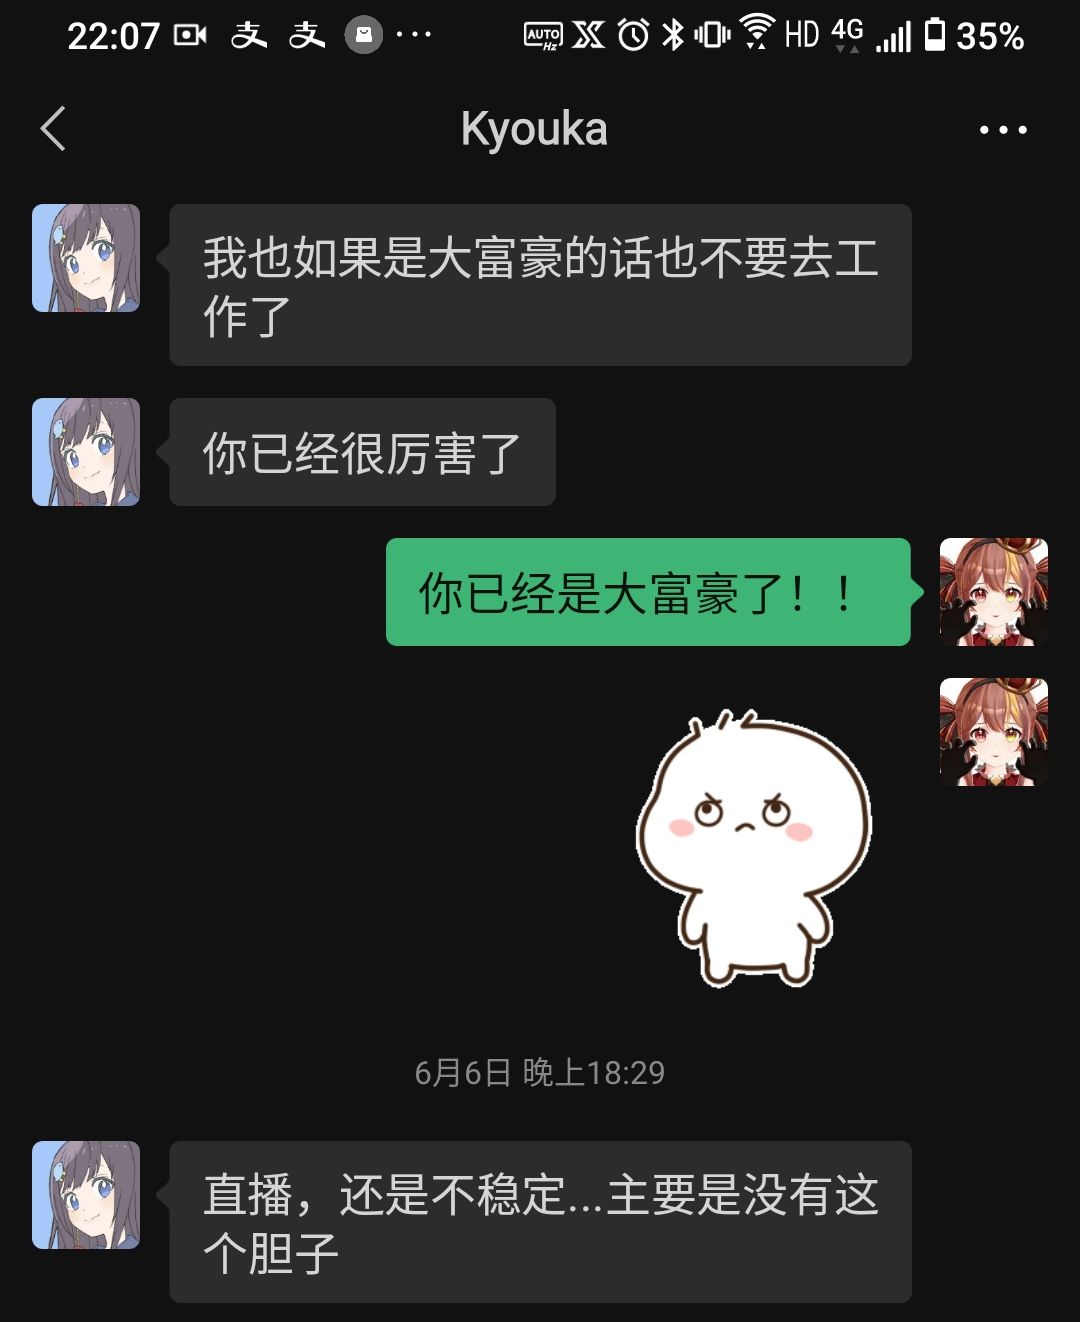 22:07 支 支 AUTO Hz HD 4G 35%
Kyouka
我也如果是大富豪的话也不要去工
作了
你已经很厉害了
你已经是大富豪了！！
6月6日 晚上18:29
直播，还是不稳定...主要是没有这
个胆子